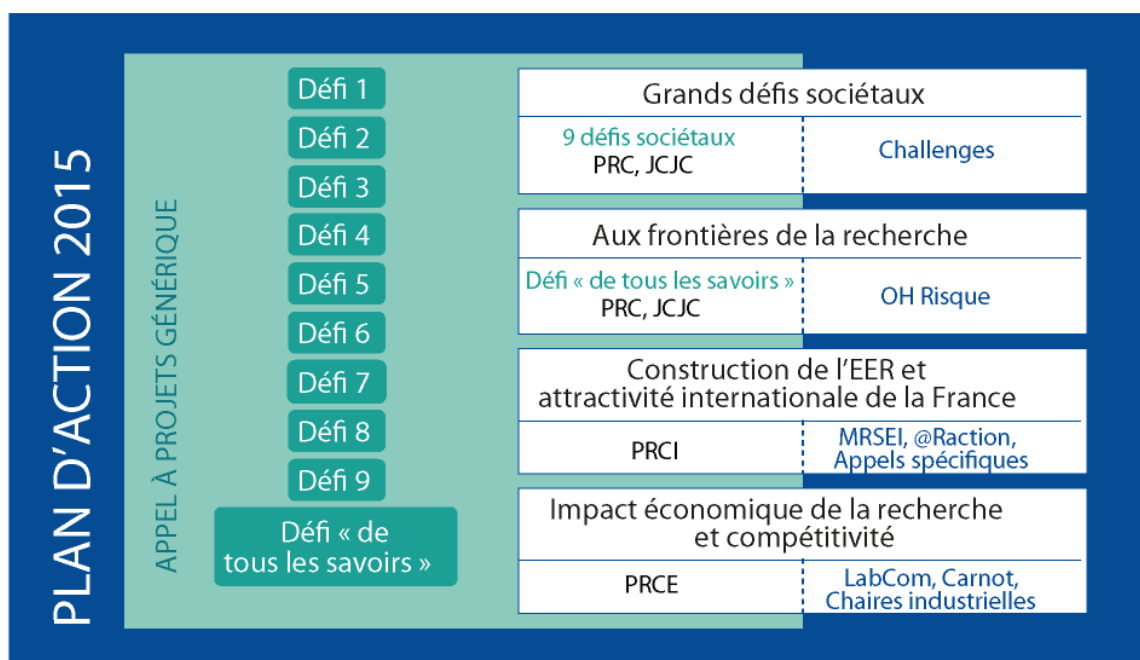 PLAN D’ACTION 2015
APPEL À PROJETS GÉNÉRIQUE
Défi 1
Défi 2
Défi 3
Défi 4
Défi 5
Défi 6
Défi 7
Défi 8
Défi 9
Défi « de
tous les savoirs »
Grands défis sociétaux
9 défis sociétaux
PRC, JCJC
Challenges
Aux frontières de la recherche
Défi « de tous les savoirs »
PRC, JCJC
OH Risque
Construction de l’EER et
attractivité internationale de la France
PRCI
MRSEI, @Raction,
Appels spécifiques
Impact économique de la recherche
et compétitivité
PRCE
LabCom, Carnot,
Chaires industrielles